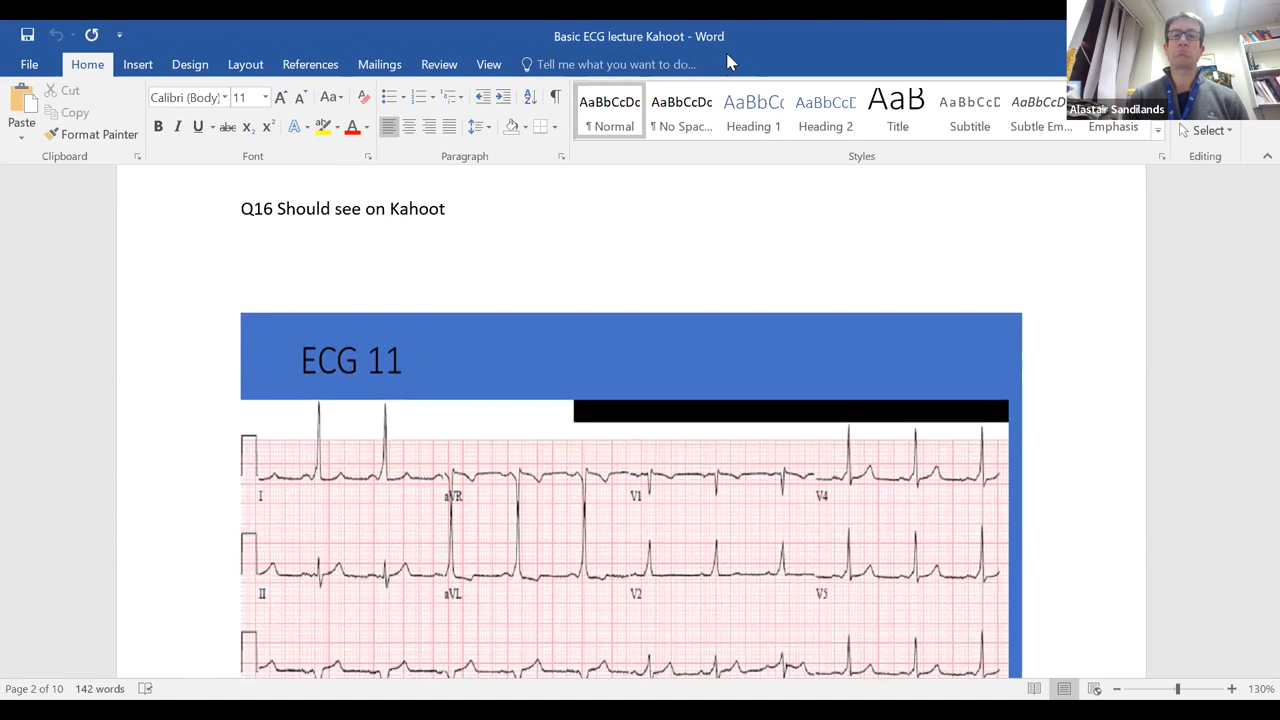 Basic ECG lecture Kahoot - Word
File Home Insert Design Layout References Mailings Review View Tell me what you want to do...
Alastair Sandilands
Paste
Cut
Copy
Format Painter
Clipboard
Calibri (Body) 11
Font
Paragraph
AaBbCcDc AaBbCcDc AaBbCc AaBbCcD AaB AaBbCcD AaBbCcD
¶ Normal ¶ No Spac... Heading 1 Heading 2 Title Subtitle Subtle Em... Emphasis
Styles
Select
Editing
Q16 Should see on Kahoot
ECG 11
I aVR V1 V4
II aVL V2 V5
Page 2 of 10 142 words
130%